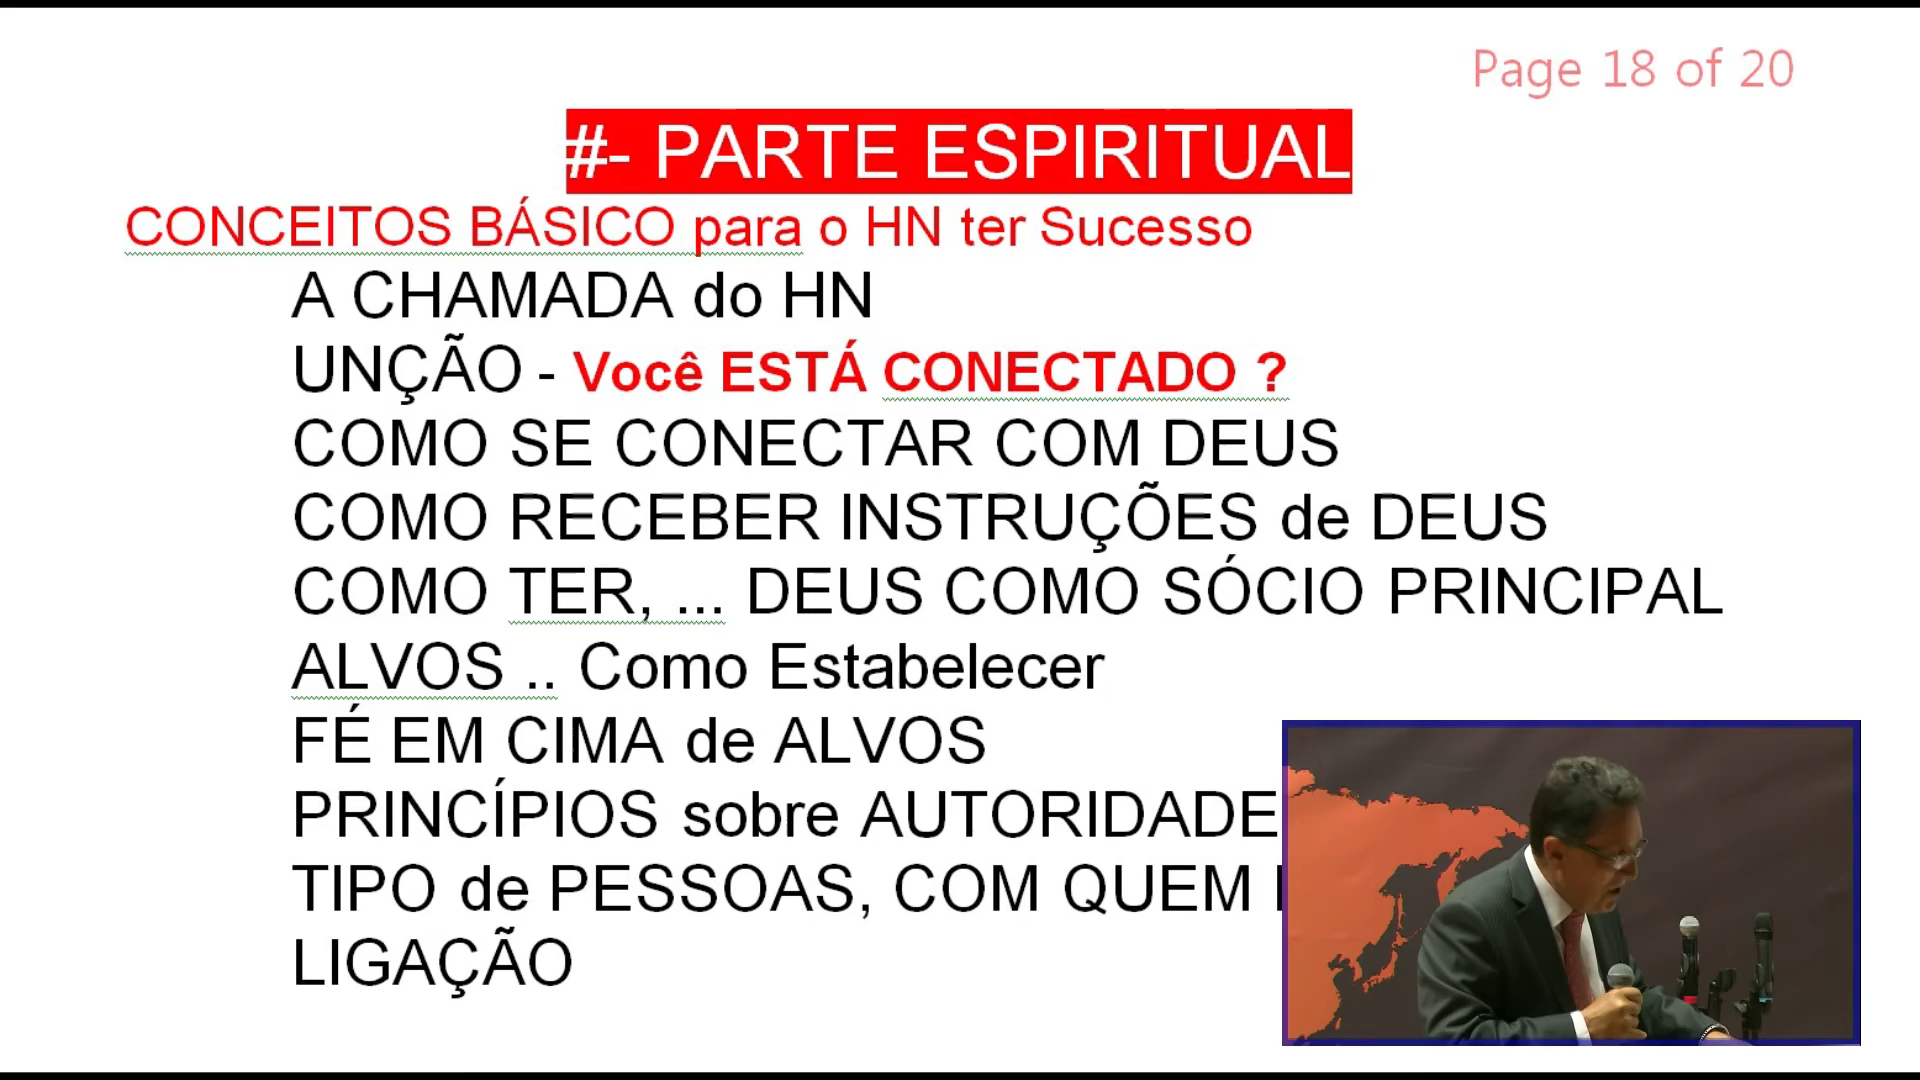 Page 18 of 20
#- PARTE ESPIRITUAL
CONCEITOS BÁSICO para o HN ter Sucesso
A CHAMADA do HN
UNÇÃO - Você ESTÁ CONECTADO ?
COMO SE CONECTAR COM DEUS
COMO RECEBER INSTRUÇÕES de DEUS
COMO TER, ... DEUS COMO SÓCIO PRINCIPAL
ALVOS .. Como Estabelecer
FÉ EM CIMA de ALVOS
PRINCÍPIOS sobre AUTORIDADE
TIPO de PESSOAS, COM QUEM
LIGAÇÃO